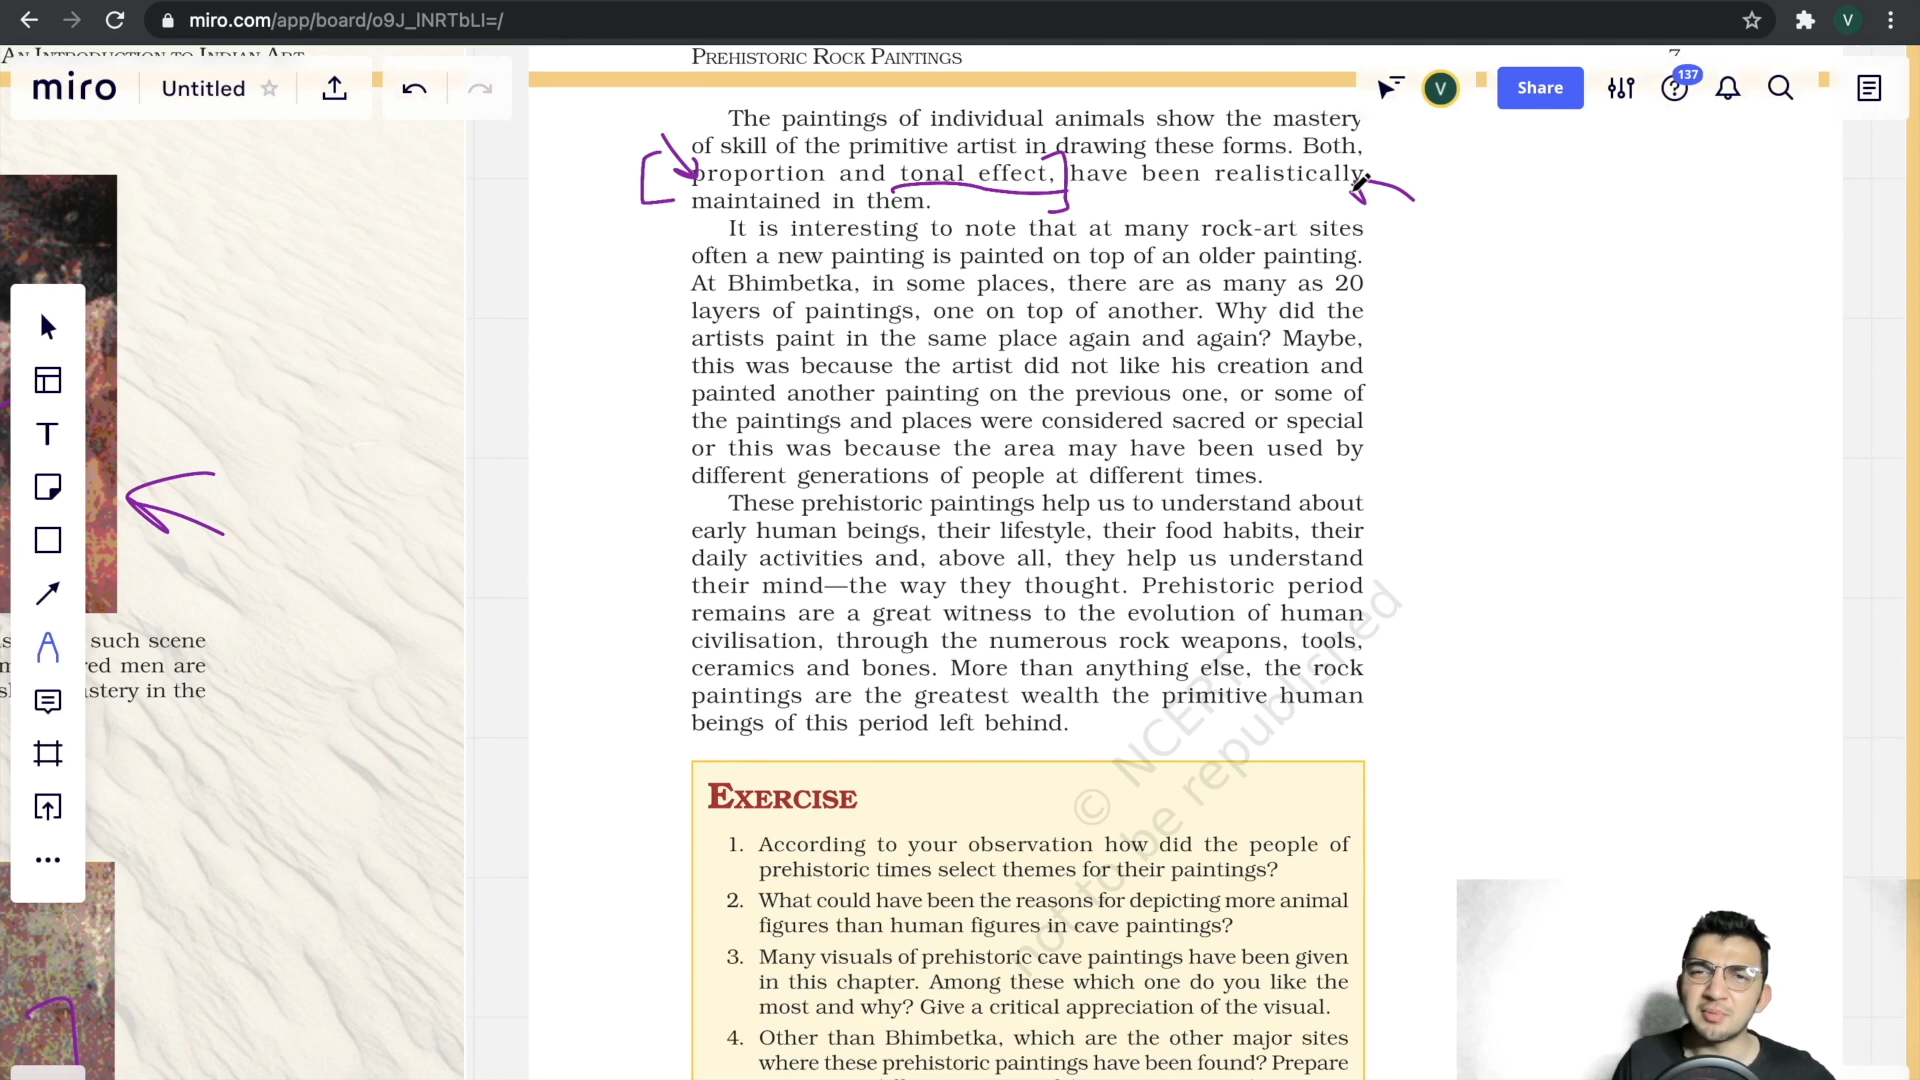 miro.com/app/board/o9J_lNRTbLI=/
V
AN INTRODUCTION TO INDIAN ART
PREHISTORIC ROCK PAINTINGS
7
miro
Untitled
V
Share
137
The paintings of individual animals show the mastery
of skill of the primitive artist in drawing these forms. Both,
proportion and tonal effect, have been realistically
maintained in them.
It is interesting to note that at many rock-art sites
often a new painting is painted on top of an older painting.
At Bhimbetka, in some places, there are as many as 20
layers of paintings, one on top of another. Why did the
artists paint in the same place again and again? Maybe,
this was because the artist did not like his creation and
painted another painting on the previous one, or some of
the paintings and places were considered sacred or special
or this was because the area may have been used by
different generations of people at different times.
These prehistoric paintings help us to understand about
early human beings, their lifestyle, their food habits, their
daily activities and, above all, they help us understand
their mind—the way they thought. Prehistoric period
remains are a great witness to the evolution of human
civilisation, through the numerous rock weapons, tools,
ceramics and bones. More than anything else, the rock
paintings are the greatest wealth the primitive human
beings of this period left behind.
such scene
men are
in the
© NCERT
not to be republished
EXERCISE
1. According to your observation how did the people of
prehistoric times select themes for their paintings?
2. What could have been the reasons for depicting more animal
figures than human figures in cave paintings?
3. Many visuals of prehistoric cave paintings have been given
in this chapter. Among these which one do you like the
most and why? Give a critical appreciation of the visual.
4. Other than Bhimbetka, which are the other major sites
where these prehistoric paintings have been found? Prepare